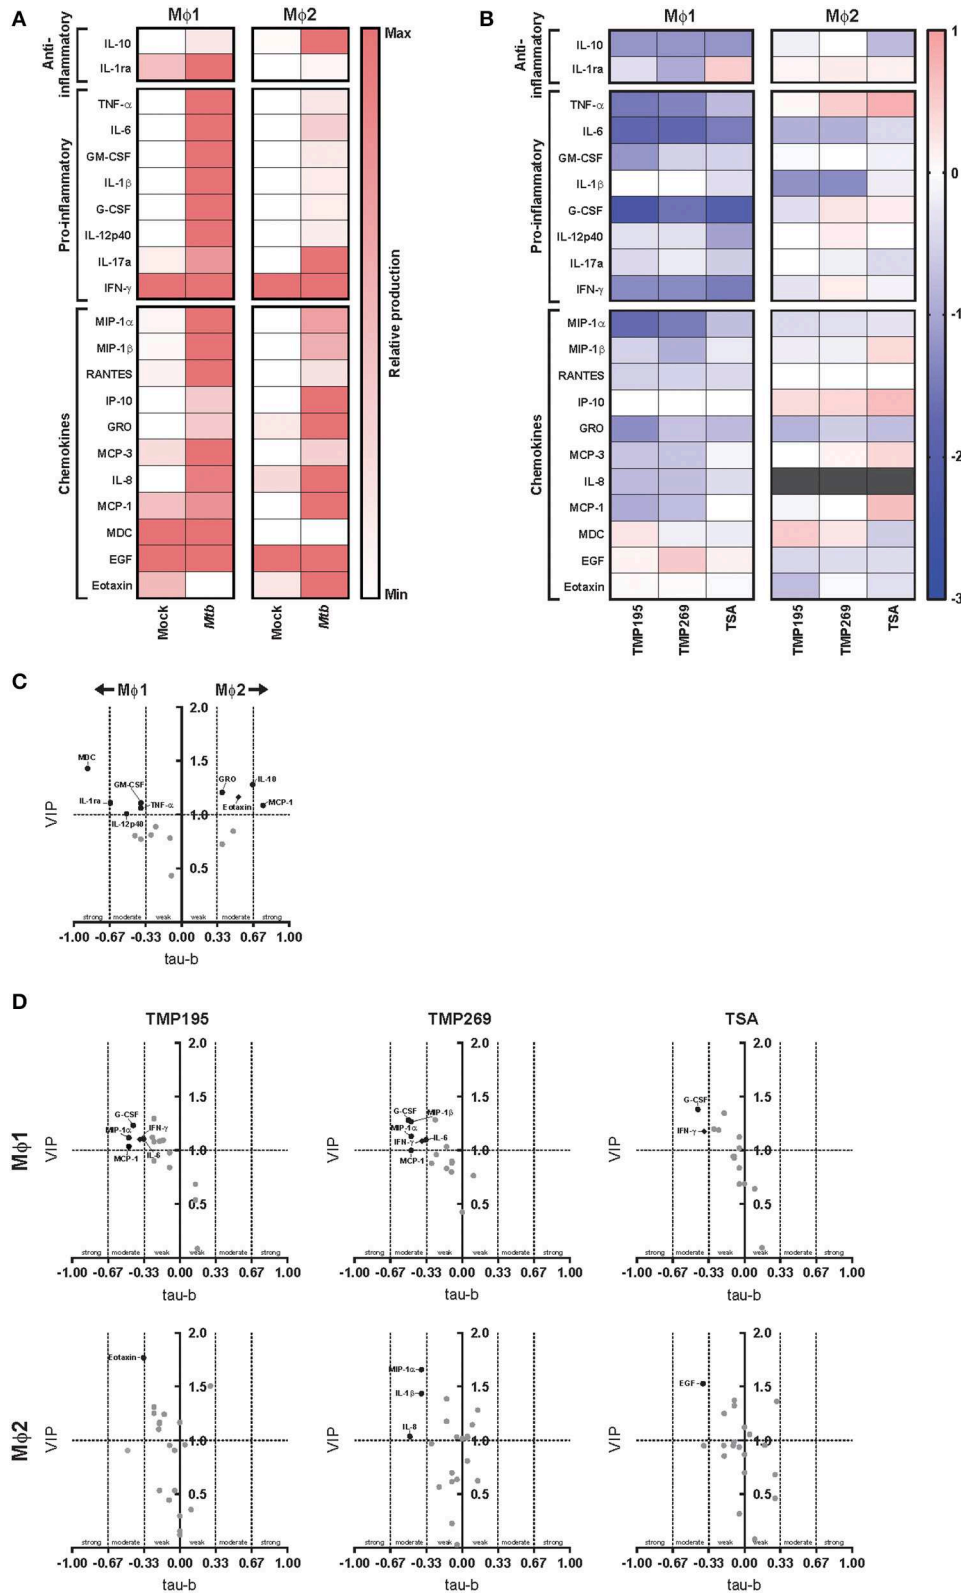 A
Mϕ1
Mϕ2
Anti-inflammatory
IL-10
IL-1ra
Pro-inflammatory
TNF-α
IL-6
GM-CSF
IL-1β
G-CSF
IL-12p40
IL-17a
IFN-γ
Chemokines
MIP-1α
MIP-1β
RANTES
IP-10
GRO
MCP-3
IL-8
MCP-1
MDC
EGF
Eotaxin
Mock
Mtb
Mock
Mtb
Max
Relative production
Min
B
Mϕ1
Mϕ2
Anti-inflammatory
IL-10
IL-1ra
Pro-inflammatory
TNF-α
IL-6
GM-CSF
IL-1β
G-CSF
IL-12p40
IL-17a
IFN-γ
Chemokines
MIP-1α
MIP-1β
RANTES
IP-10
GRO
MCP-3
IL-8
MCP-1
MDC
EGF
Eotaxin
TMP195
TMP269
TSA
TMP195
TMP269
TSA
1
0
-1
-2
-3
C
Mϕ1
Mϕ2
2.0
1.5
1.0
0.5
VIP
MDC
GM-CSF
IL-1ra
TNF-α
IL-12p40
GRO
IL-10
Eotaxin
MCP-1
strong moderate weak weak moderate strong
-1.00 -0.67 -0.33 0.00 0.33 0.67 1.00
tau-b
D
Mϕ1
TMP195
2.0
1.5
1.0
0.5
VIP
G-CSF
MIP-1α
IFN-γ
MCP-1
IL-6
strong moderate weak weak moderate strong
-1.00 -0.67 -0.33 0.00 0.33 0.67 1.00
tau-b
TMP269
2.0
1.5
1.0
0.5
VIP
G-CSF
MIP-1β
MIP-1α
IFN-γ
IL-6
MCP-1
strong moderate weak weak moderate strong
-1.00 -0.67 -0.33 0.00 0.33 0.67 1.00
tau-b
TSA
2.0
1.5
1.0
0.5
VIP
G-CSF
IFN-γ
strong moderate weak weak moderate strong
-1.00 -0.67 -0.33 0.00 0.33 0.67 1.00
tau-b
Mϕ2
2.0
1.5
1.0
0.5
VIP
Eotaxin
strong moderate weak weak moderate strong
-1.00 -0.67 -0.33 0.00 0.33 0.67 1.00
tau-b
2.0
1.5
1.0
0.5
VIP
MIP-1α
IL-1β
IL-8
strong moderate weak weak moderate strong
-1.00 -0.67 -0.33 0.00 0.33 0.67 1.00
tau-b
2.0
1.5
1.0
0.5
VIP
EGF
strong moderate weak weak moderate strong
-1.00 -0.67 -0.33 0.00 0.33 0.67 1.00
tau-b